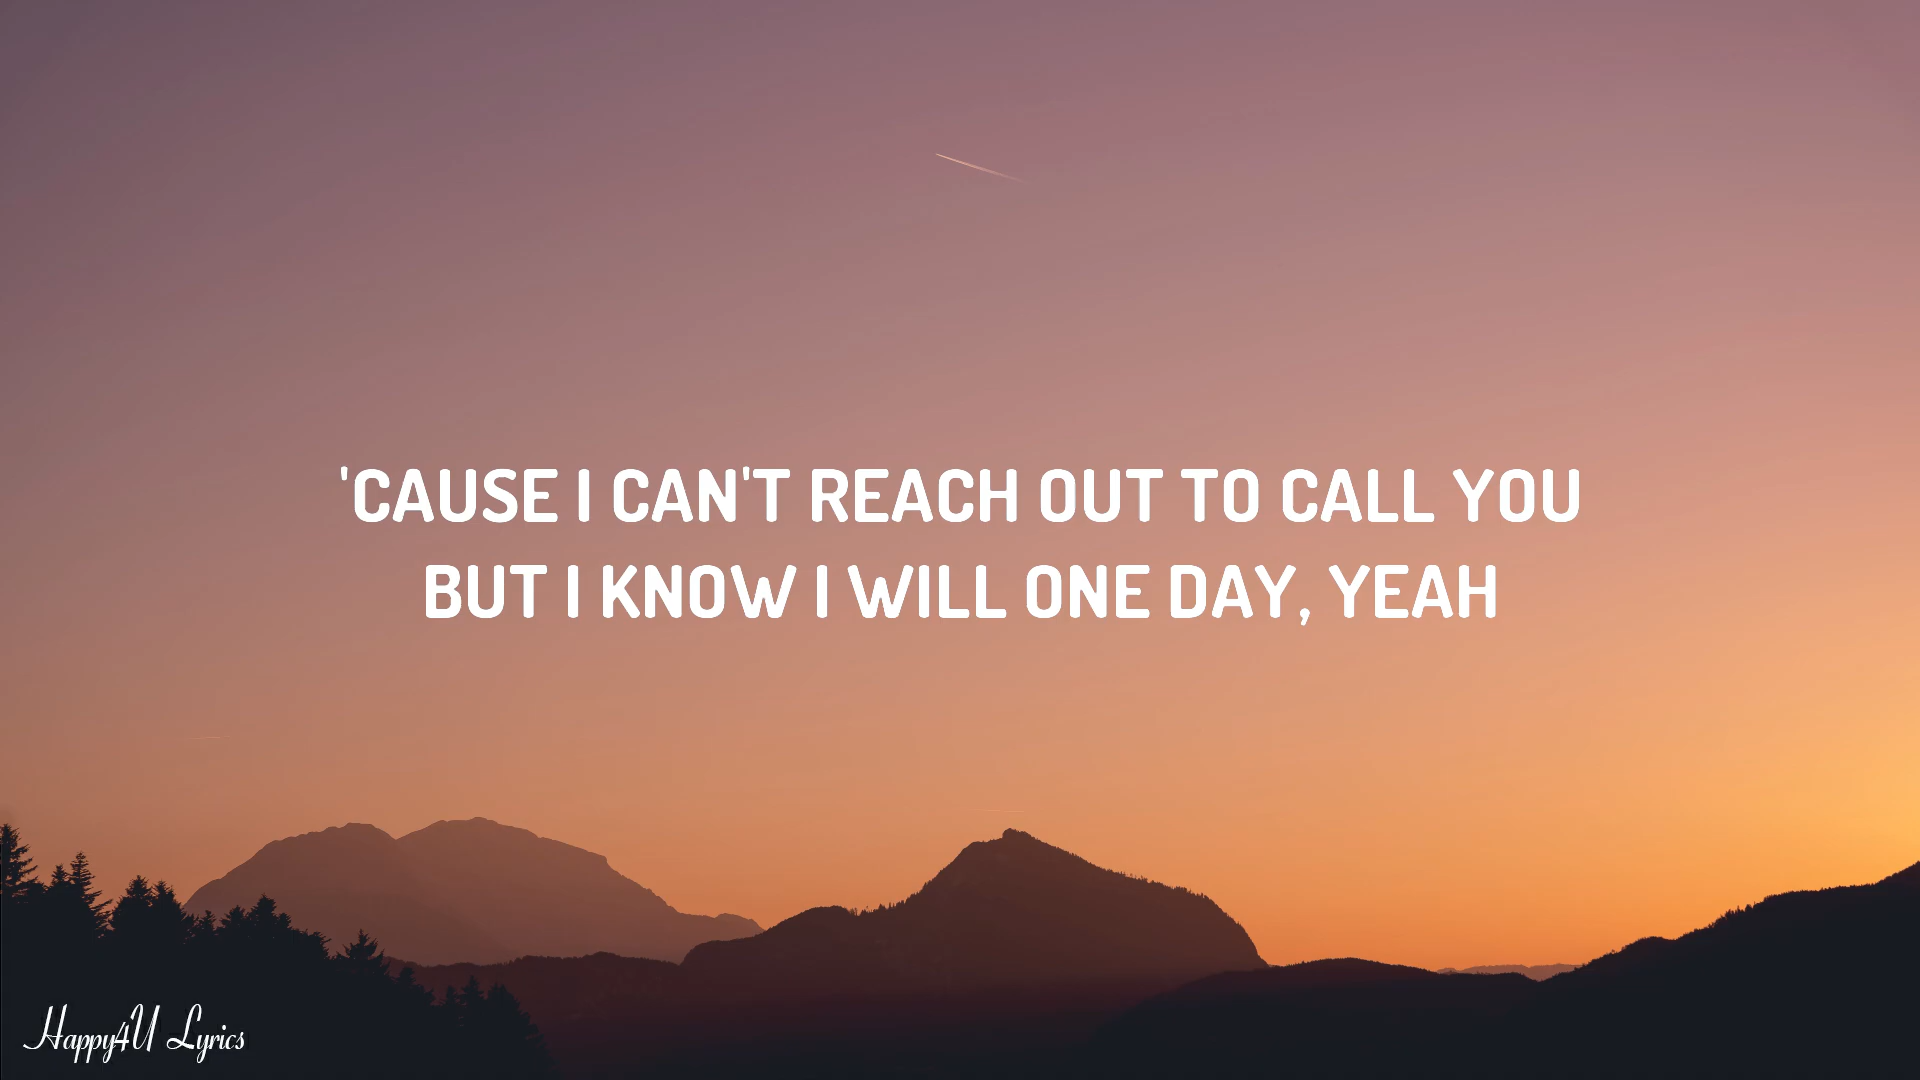 'CAUSE I CAN'T REACH OUT TO CALL YOU
BUT I KNOW I WILL ONE DAY, YEAH
Happy4U Lyrics